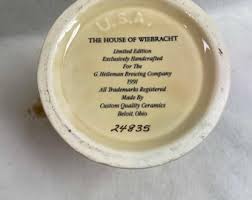 U.S.A.
THE HOUSE OF WIEBRACHT
Limited Edition
Exclusively Handcrafted
For The
G. Heileman Brewing Company
1991
All Trademarks Registered
Made By
Custom Quality Ceramics
Beloit, Ohio
24835